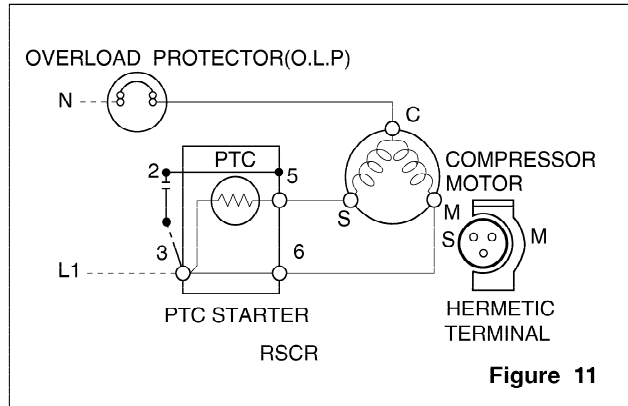 OVERLOAD PROTECTOR(O.L.P)
N
C
PTC
2
5
COMPRESSOR
MOTOR
S
M
S
M
3
6
L1
PTC STARTER
HERMETIC
TERMINAL
RSCR
Figure 11